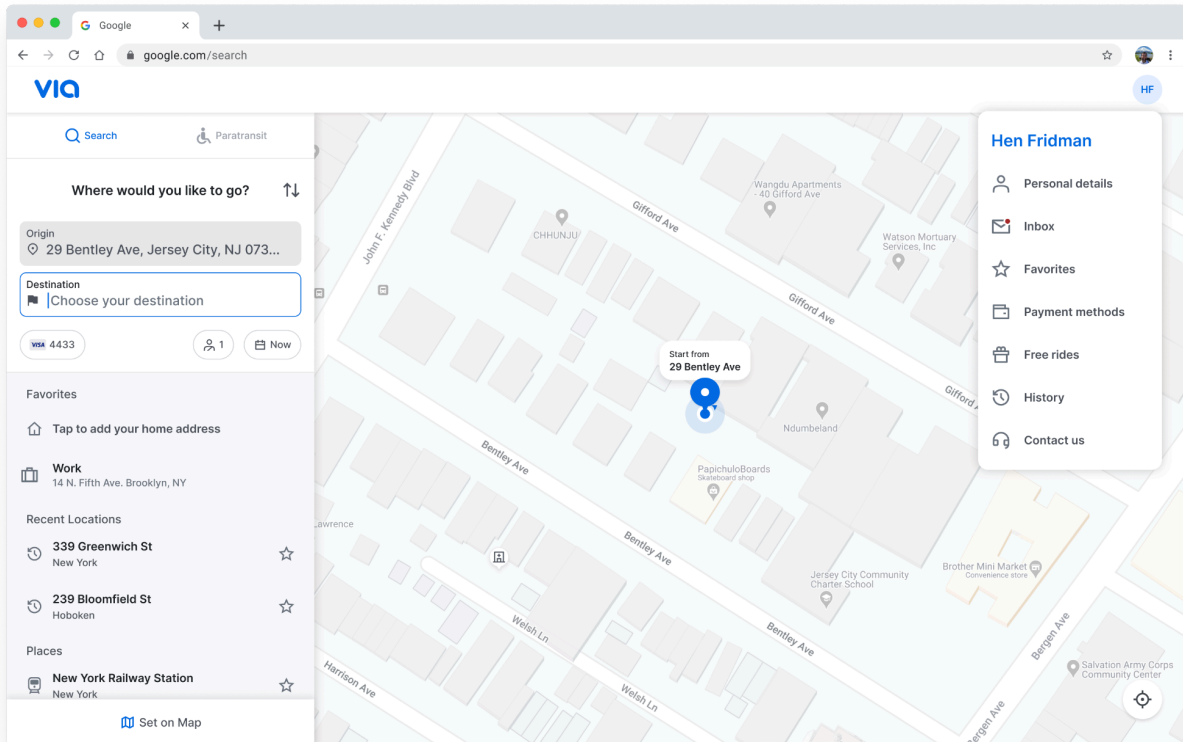 Google
google.com/search
VIA
HF
Search
Paratransit
Where would you like to go?
Origin
29 Bentley Ave, Jersey City, NJ 073...
Destination
Choose your destination
VISA 4433
1
Now
Favorites
Tap to add your home address
Work
14 N. Fifth Ave. Brooklyn, NY
Recent Locations
339 Greenwich St
New York
239 Bloomfield St
Hoboken
Places
New York Railway Station
New York
Set on Map
Hen Fridman
Personal details
Inbox
Favorites
Payment methods
Free rides
History
Contact us
John F. Kennedy Blvd
Gifford Ave
Wangdu Apartments
- 40 Gifford Ave
CHHUNJU
Watson Mortuary
Services, Inc
Gifford Ave
Start from
29 Bentley Ave
Gifford
Ndumbeland
Bentley Ave
PapichuloBoards
Skateboard shop
Lawrence
Bentley Ave
Jersey City Community
Charter School
Brother Mini Market
Convenience store
Welsh Ln
Bentley Ave
Bergen Ave
Harrison Ave
Welsh Ln
Salvation Army Corps
Community Center
Bergen Ave